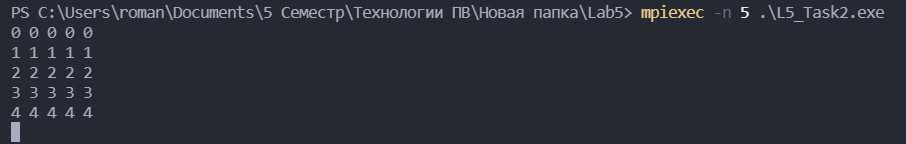 PS C:\Users\roman\Documents\5 Семестр\Технологии ПВ\Новая папка\Lab5> mpiexec -n 5 .\L5_Task2.exe
0 0 0 0 0
1 1 1 1 1
2 2 2 2 2
3 3 3 3 3
4 4 4 4 4